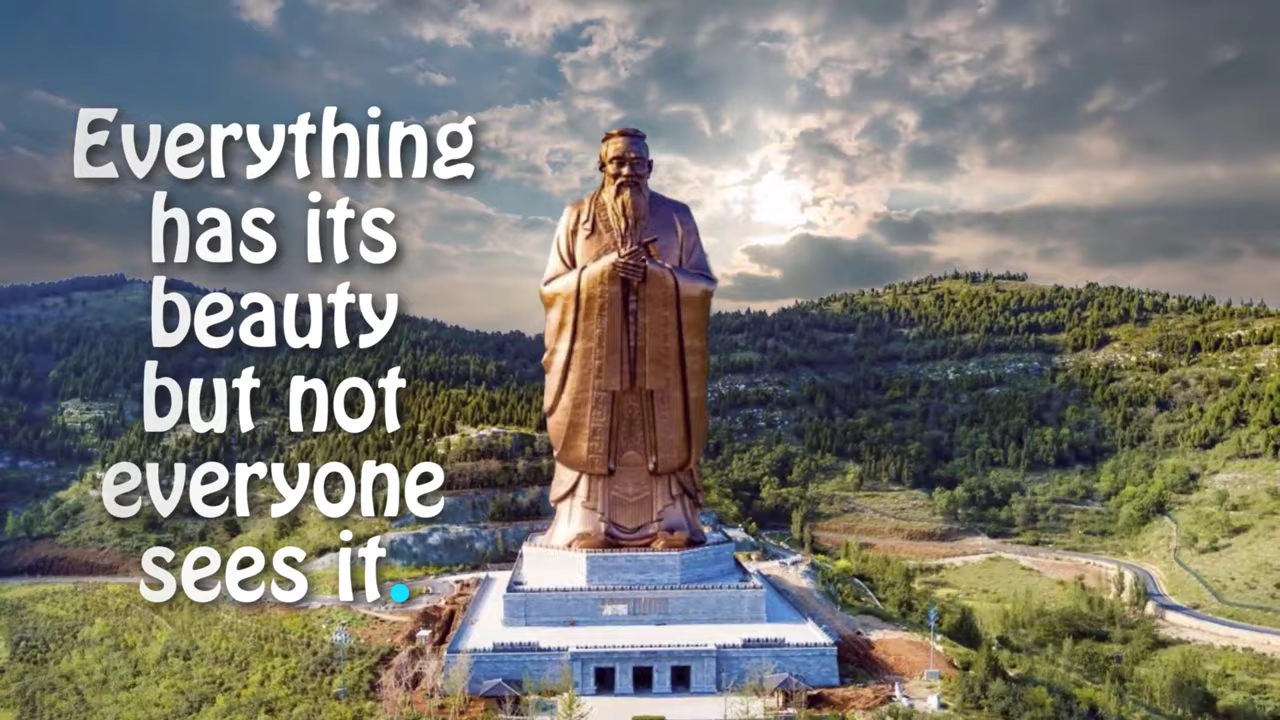 Everything
has its
beauty
but not
everyone
sees it.